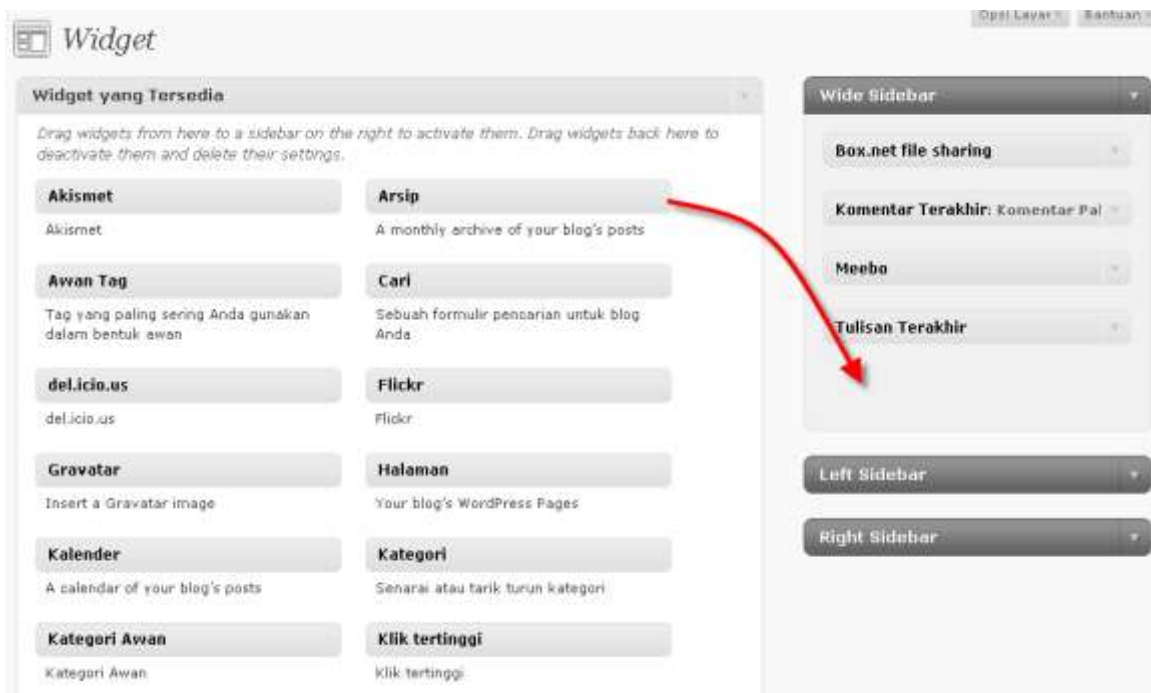 Opsi Layar
Bantuan
Widget
Widget yang Tersedia
Drag widgets from here to a sidebar on the right to activate them. Drag widgets back here to
deactivate them and delete their settings.
Akismet
Akismet
Arsip
A monthly archive of your blog's posts
Awan Tag
Tag yang paling sering Anda gunakan
dalam bentuk awan
Cari
Sebuah formulir pencarian untuk blog
Anda
del.icio.us
del.icio.us
Flickr
Flickr
Gravatar
Insert a Gravatar image
Halaman
Your blog's WordPress Pages
Kalender
A calendar of your blog's posts
Kategori
Senarai atau tarik turun kategori
Kategori Awan
Kategori Awan
Klik tertinggi
Klik tertinggi
Wide Sidebar
Box.net file sharing
Komentar Terakhir: Komentar Pal
Meebo
Tulisan Terakhir
Left Sidebar
Right Sidebar